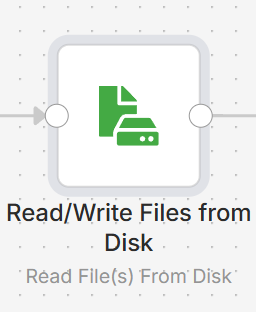 Read/Write Files from
Disk
Read File(s) From Disk